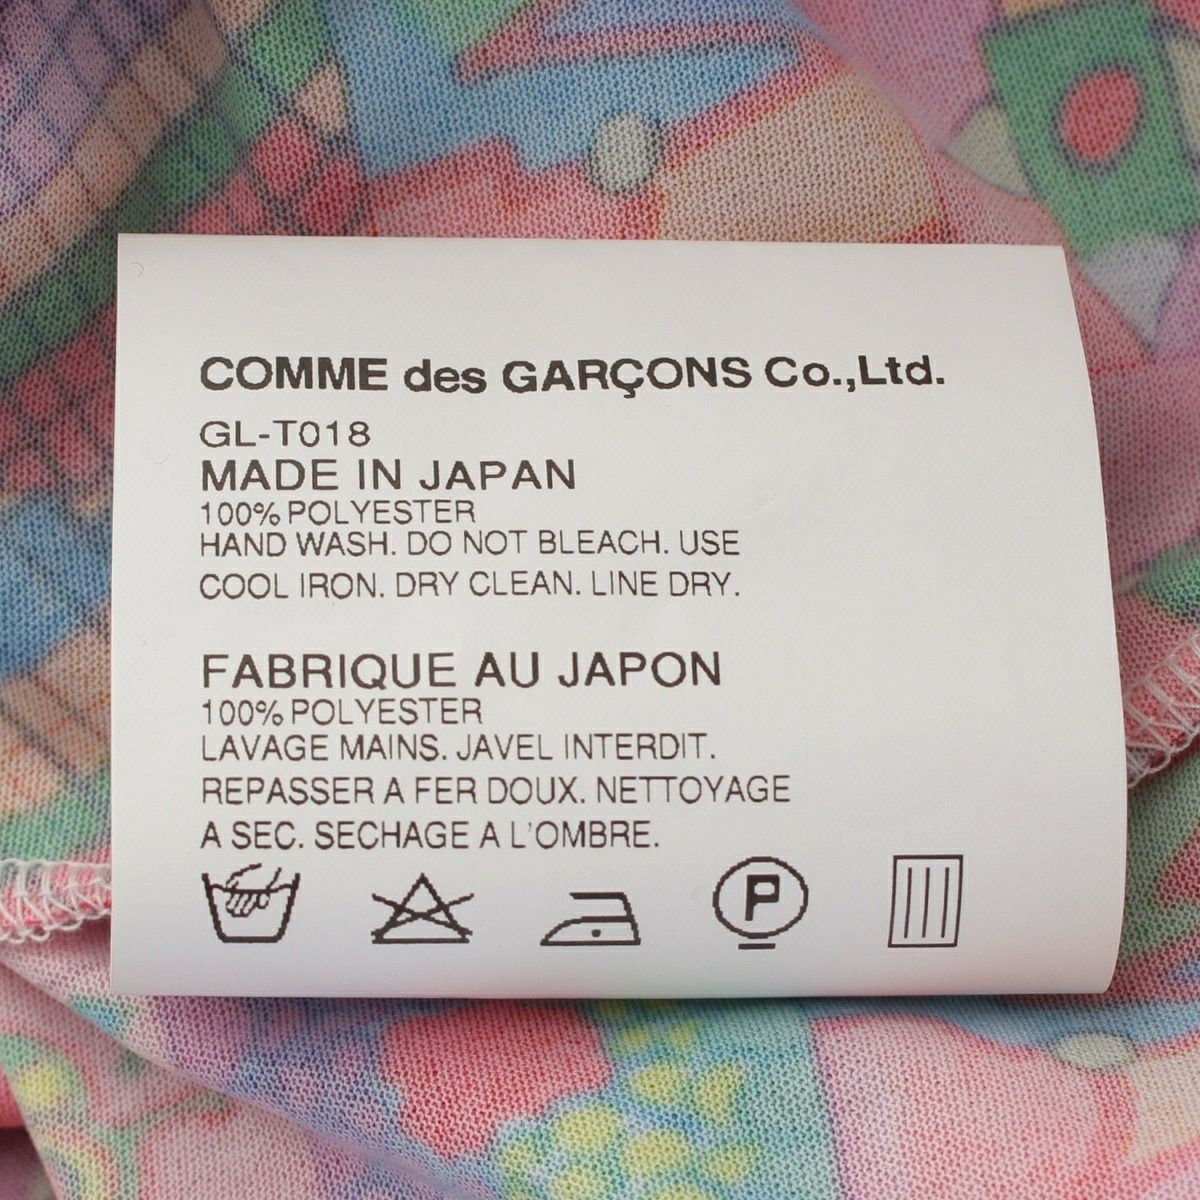 COMME des GARÇONS Co.,Ltd.
GL-T018
MADE IN JAPAN
100% POLYESTER
HAND WASH. DO NOT BLEACH. USE
COOL IRON. DRY CLEAN. LINE DRY.
FABRIQUE AU JAPON
100% POLYESTER
LAVAGE MAINS. JAVEL INTERDIT.
REPASSER A FER DOUX. NETTOYAGE
A SEC. SECHAGE A L'OMBRE.
P